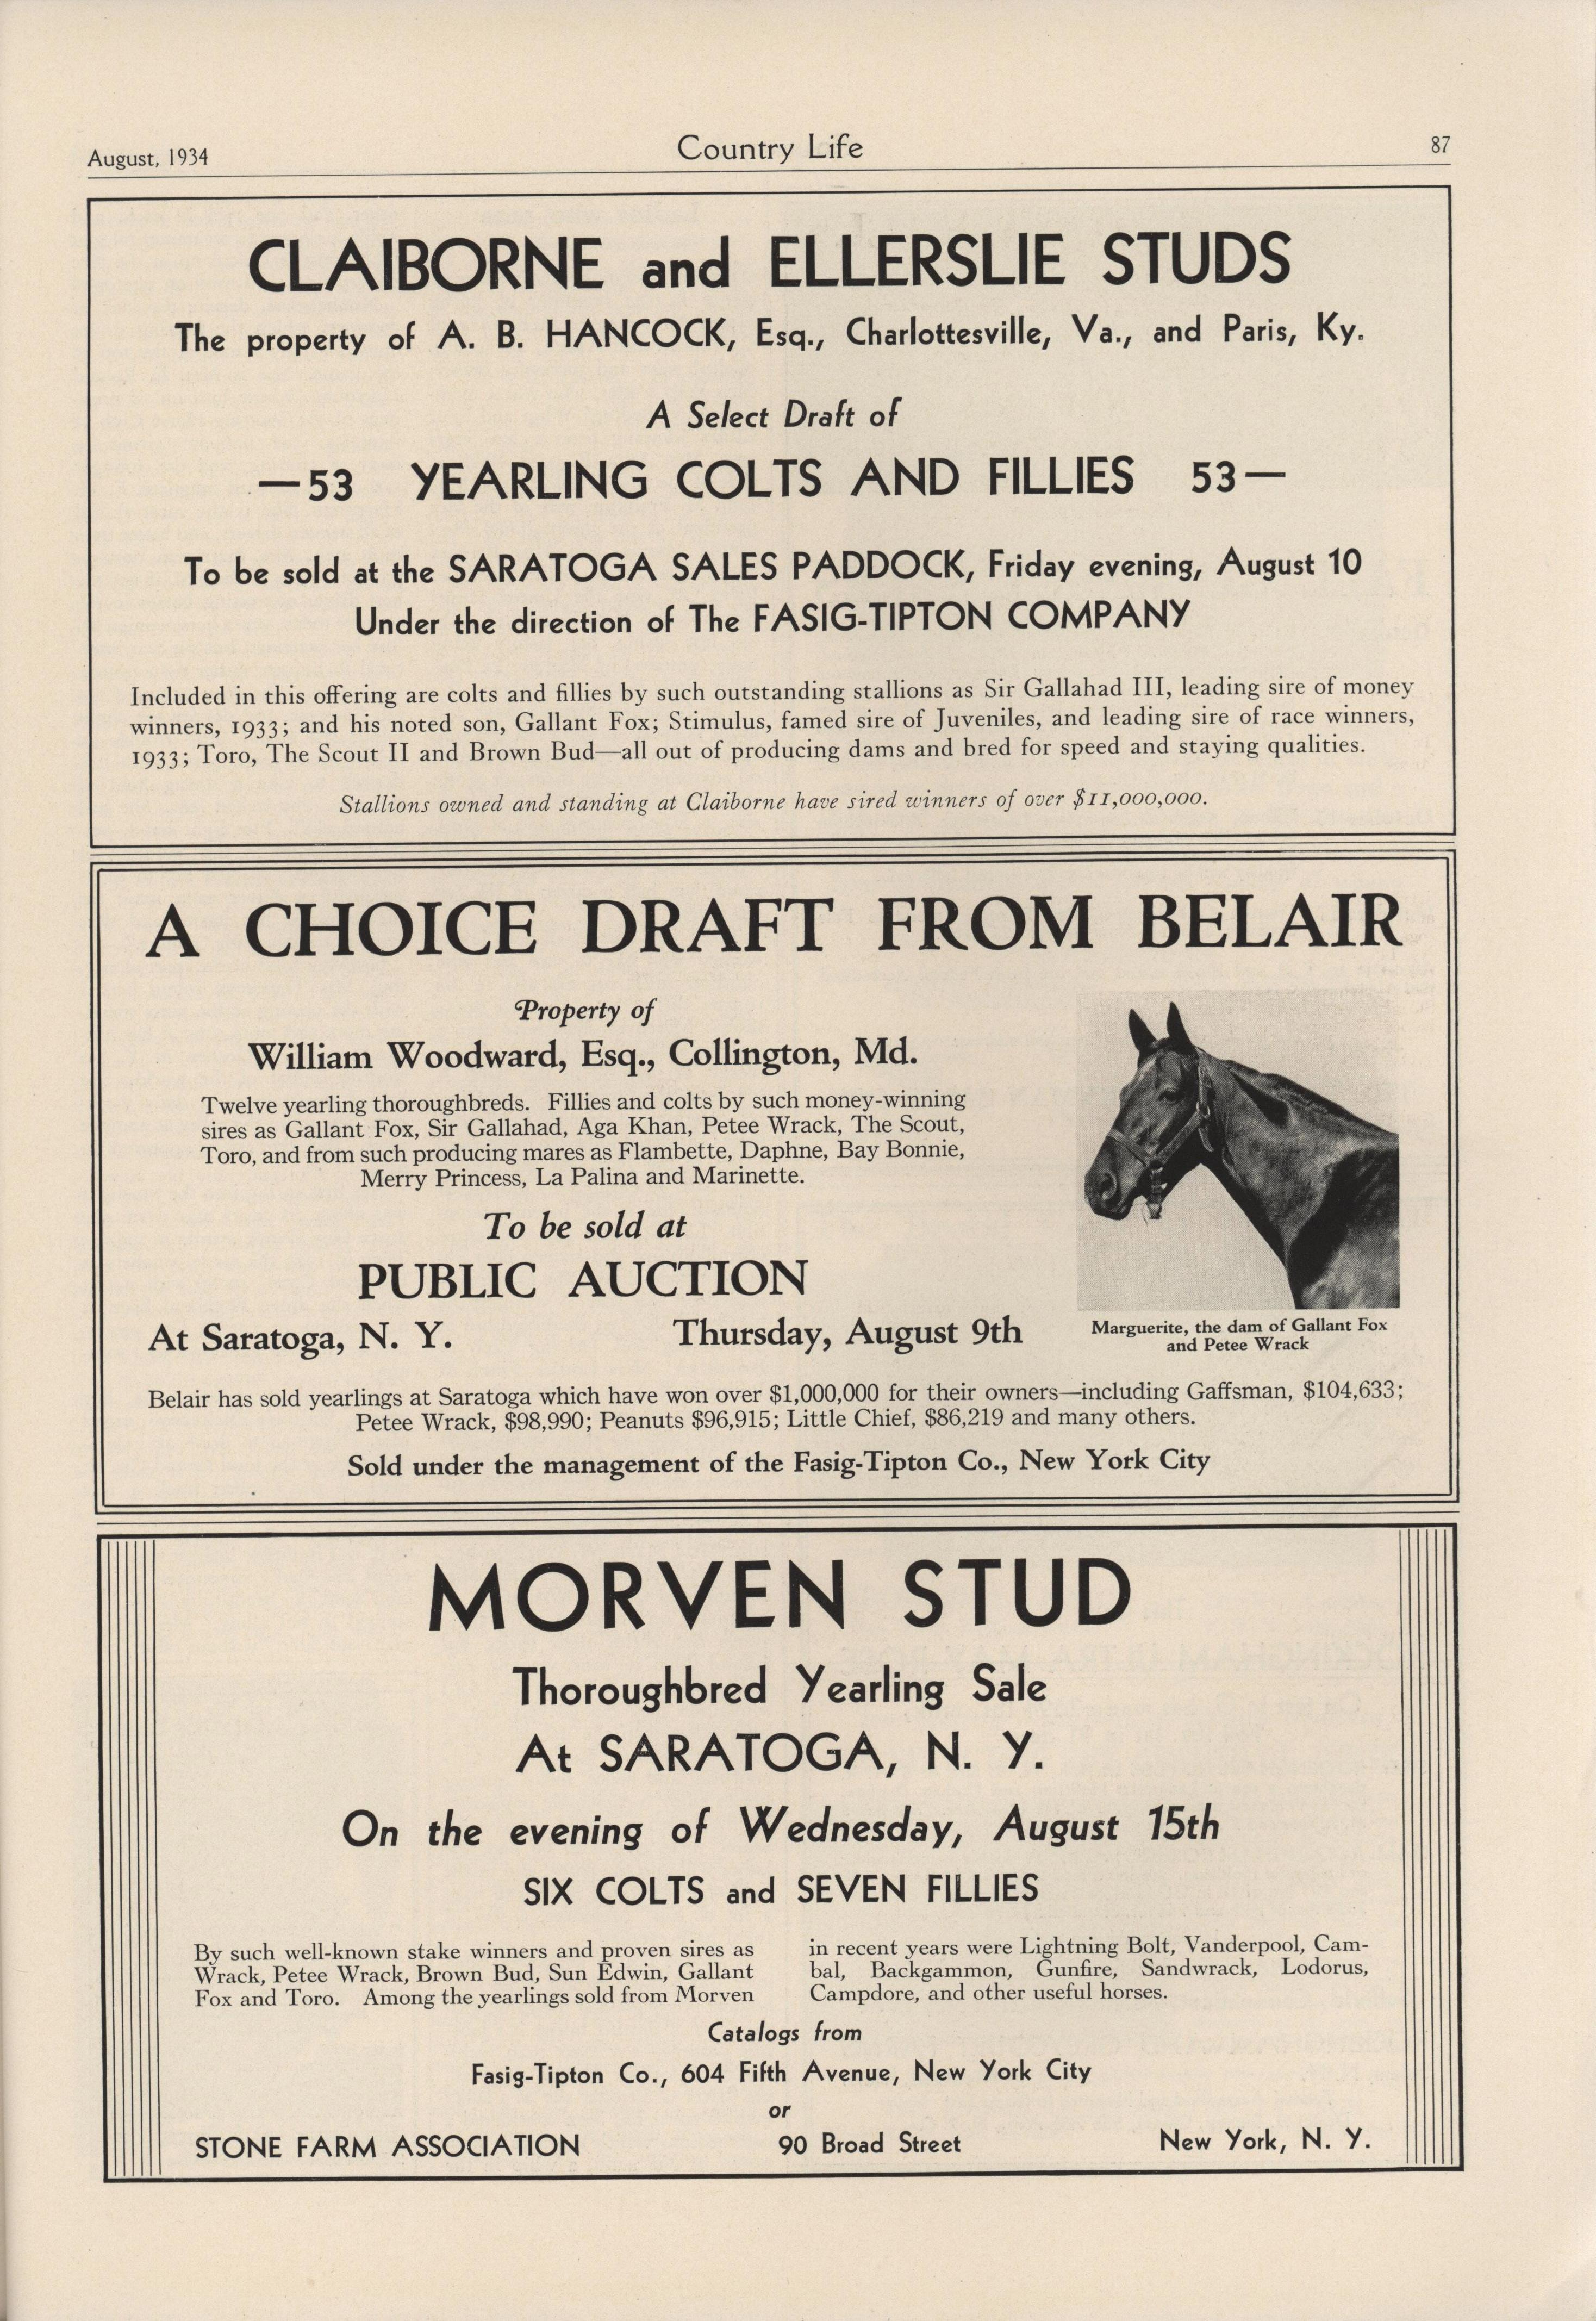 August, 1934
Country Life
87
CLAIBORNE and ELLERSLIE STUDS
The property of A. B. HANCOCK, Esq., Charlottesville, Va., and Paris, Ky.
A Select Draft of
—53 YEARLING COLTS AND FILLIES 53—
To be sold at the SARATOGA SALES PADDOCK, Friday evening, August 10
Under the direction of The FASIG-TIPTON COMPANY
Included in this offering are colts and fillies by such outstanding stallions as Sir Gallahad III, leading sire of money
winners, 1933; and his noted son, Gallant Fox; Stimulus, famed sire of Juveniles, and leading sire of race winners,
1933; Toro, The Scout II and Brown Bud—all out of producing dams and bred for speed and staying qualities.
Stallions owned and standing at Claiborne have sired winners of over $11,000,000.
A CHOICE DRAFT FROM BELAIR
Property of
William Woodward, Esq., Collington, Md.
Twelve yearling thoroughbreds. Fillies and colts by such money-winning
sires as Gallant Fox, Sir Gallahad, Aga Khan, Petee Wrack, The Scout,
Toro, and from such producing mares as Flambette, Daphne, Bay Bonnie,
Merry Princess, La Palina and Marinette.
To be sold at
PUBLIC AUCTION
At Saratoga, N. Y. Thursday, August 9th
Marguerite, the dam of Gallant Fox
and Petee Wrack
Belair has sold yearlings at Saratoga which have won over $1,000,000 for their owners—including Gaffsman, $104,633;
Petee Wrack, $98,990; Peanuts $96,915; Little Chief, $86,219 and many others.
Sold under the management of the Fasig-Tipton Co., New York City
MORVEN STUD
Thoroughbred Yearling Sale
At SARATOGA, N. Y.
On the evening of Wednesday, August 15th
SIX COLTS and SEVEN FILLIES
By such well-known stake winners and proven sires as
Wrack, Petee Wrack, Brown Bud, Sun Edwin, Gallant
Fox and Toro. Among the yearlings sold from Morven
in recent years were Lightning Bolt, Vanderpool, Cam-
bal, Backgammon, Gunfire, Sandwrack, Lodorus,
Campdore, and other useful horses.
Catalogs from
Fasig-Tipton Co., 604 Fifth Avenue, New York City
or
STONE FARM ASSOCIATION 90 Broad Street New York, N. Y.